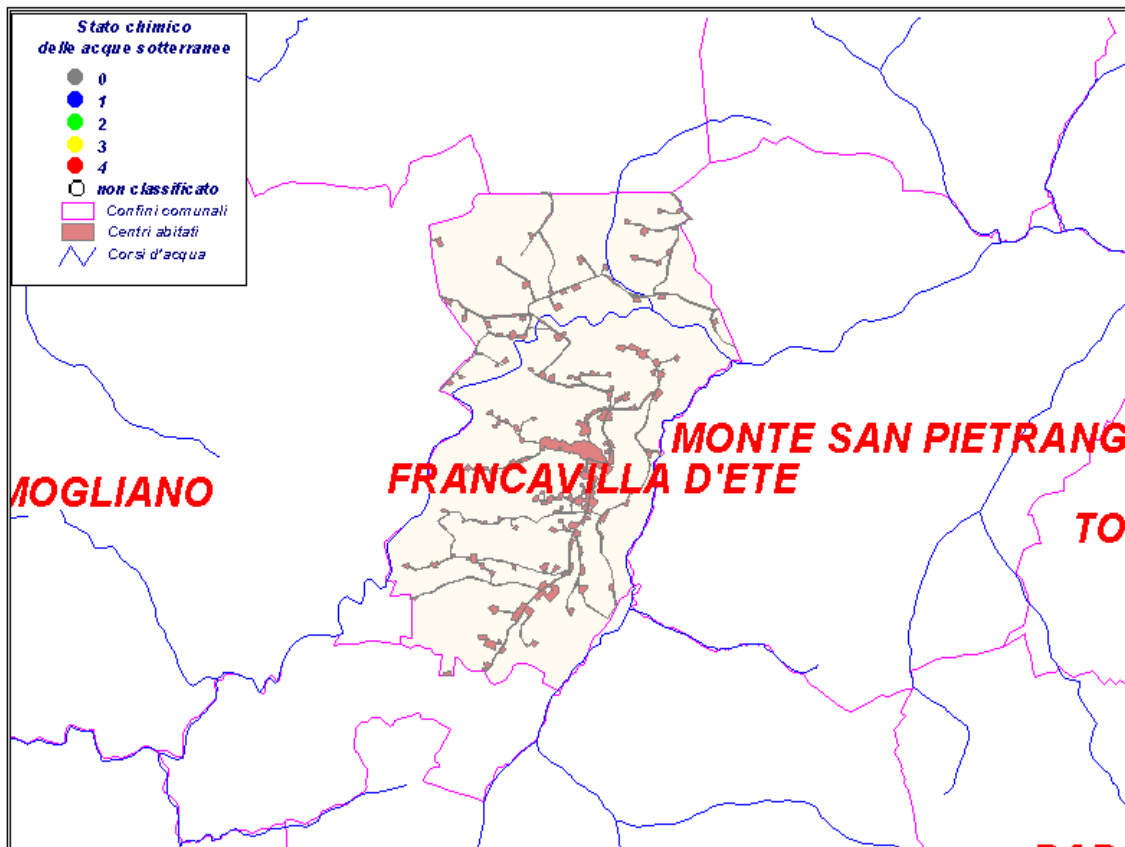 Stato chimico
delle acque sotterranee
0
1
2
3
4
non classificato
Confini comunali
Centri abitati
Corsi d'acqua
MONTE SAN PIETRANG
FRANCAVILLA D'ETE
MOGLIANO
TO